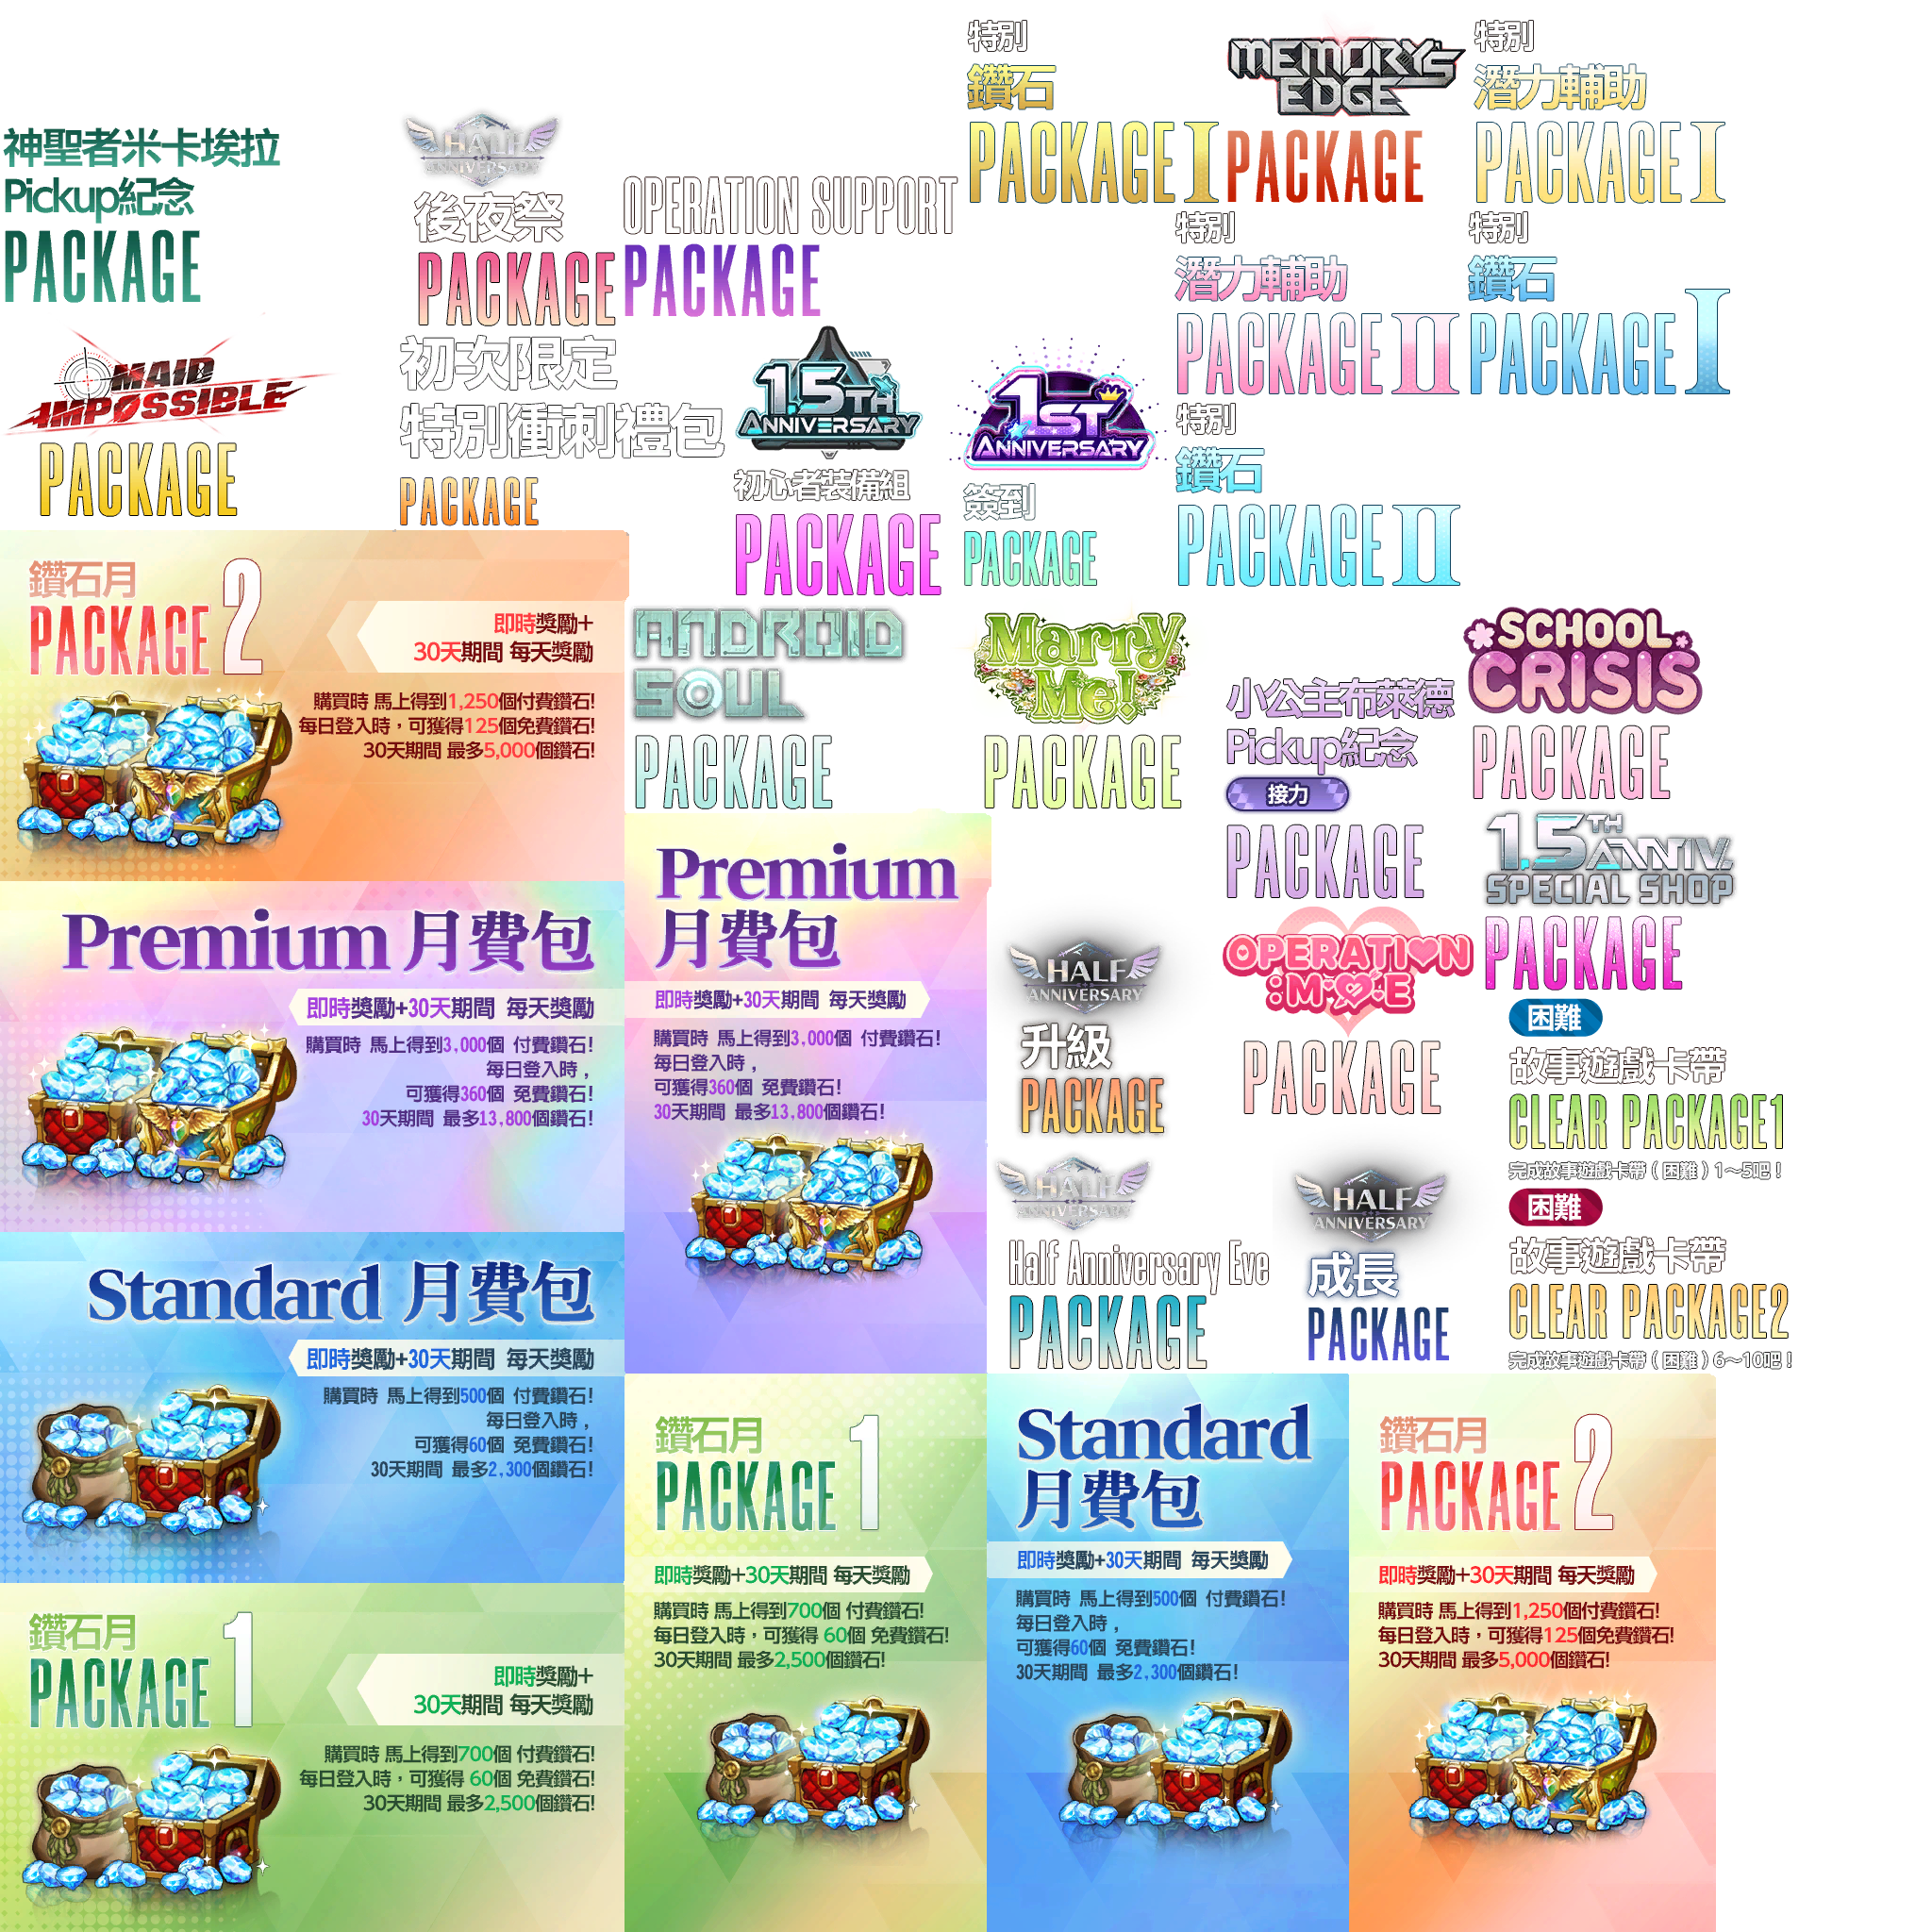 神聖者米卡埃拉
Pickup紀念
PACKAGE
HALF
ANNIVERSARY
後夜祭
PACKAGE
OPERATION SUPPORT
PACKAGE
特別
鑽石
PACKAGE I
MEMORY'S
EDGE
PACKAGE
特別
潛力輔助
PACKAGE I
特別
潛力輔助
PACKAGE II
特別
鑽石
PACKAGE I
MAID
IMPOSSIBLE
PACKAGE
初次限定
特別衝刺禮包
PACKAGE
1.5TH
ANNIVERSARY
初心者裝備組
PACKAGE
1ST
ANNIVERSARY
簽到
PACKAGE
特別
鑽石
PACKAGE II
鑽石月
PACKAGE 2
即時獎勵+
30天期間 每天獎勵
購買時 馬上得到1,250個付費鑽石!
每日登入時，可獲得125個免費鑽石!
30天期間 最多5,000個鑽石!
ANDROID
SOUL
PACKAGE
Marry
Me!
PACKAGE
小公主布萊德
Pickup紀念
接力
PACKAGE
SCHOOL
CRISIS
PACKAGE
1.5TH ANNIV.
SPECIAL SHOP
PACKAGE
Premium 月費包
即時獎勵+30天期間 每天獎勵
購買時 馬上得到3,000個 付費鑽石!
每日登入時，
可獲得360個 免費鑽石!
30天期間 最多13,800個鑽石!
Premium
月費包
即時獎勵+30天期間 每天獎勵
購買時 馬上得到3,000個 付費鑽石!
每日登入時，
可獲得360個 免費鑽石!
30天期間 最多13,800個鑽石!
HALF
ANNIVERSARY
升級
PACKAGE
OPERATION
:MOE
PACKAGE
困難
故事遊戲卡帶
CLEAR PACKAGE1
完成故事遊戲卡帶（困難）1～5吧！
困難
故事遊戲卡帶
CLEAR PACKAGE2
完成故事遊戲卡帶（困難）6～10吧！
HALF
ANNIVERSARY
Half Anniversary Eve
PACKAGE
HALF
ANNIVERSARY
成長
PACKAGE
Standard 月費包
即時獎勵+30天期間 每天獎勵
購買時 馬上得到500個 付費鑽石!
每日登入時，
可獲得60個 免費鑽石!
30天期間 最多2,300個鑽石!
鑽石月
PACKAGE 1
即時獎勵+
30天期間 每天獎勵
購買時 馬上得到700個 付費鑽石!
每日登入時，可獲得 60個 免費鑽石!
30天期間 最多2,500個鑽石!
鑽石月
PACKAGE 1
即時獎勵+30天期間 每天獎勵
購買時 馬上得到700個 付費鑽石!
每日登入時，可獲得 60個 免費鑽石!
30天期間 最多2,500個鑽石!
Standard
月費包
即時獎勵+30天期間 每天獎勵
購買時 馬上得到500個 付費鑽石!
每日登入時，
可獲得60個 免費鑽石!
30天期間 最多2,300個鑽石!
鑽石月
PACKAGE 2
即時獎勵+30天期間 每天獎勵
購買時 馬上得到1,250個付費鑽石!
每日登入時，可獲得125個免費鑽石!
30天期間 最多5,000個鑽石!